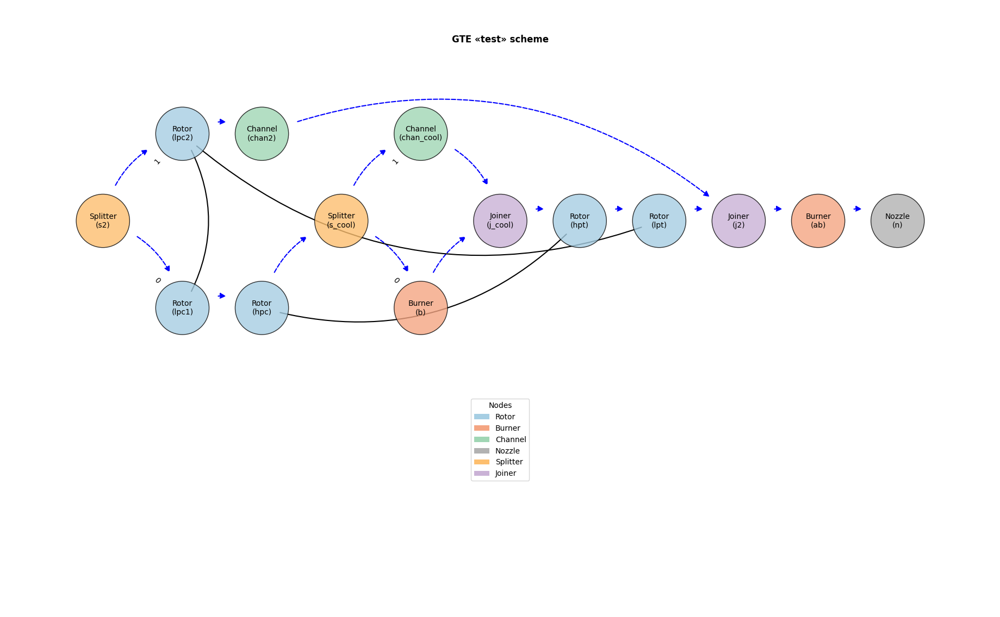 GTE «test» scheme
Rotor
(lpc2)
Channel
(chan2)
Channel
(chan_cool)
1
1
Splitter
(s2)
Splitter
(s_cool)
Joiner
(j_cool)
Rotor
(hpt)
Rotor
(lpt)
Joiner
(j2)
Burner
(ab)
Nozzle
(n)
0
0
Rotor
(lpc1)
Rotor
(hpc)
Burner
(b)
Nodes
Rotor
Burner
Channel
Nozzle
Splitter
Joiner